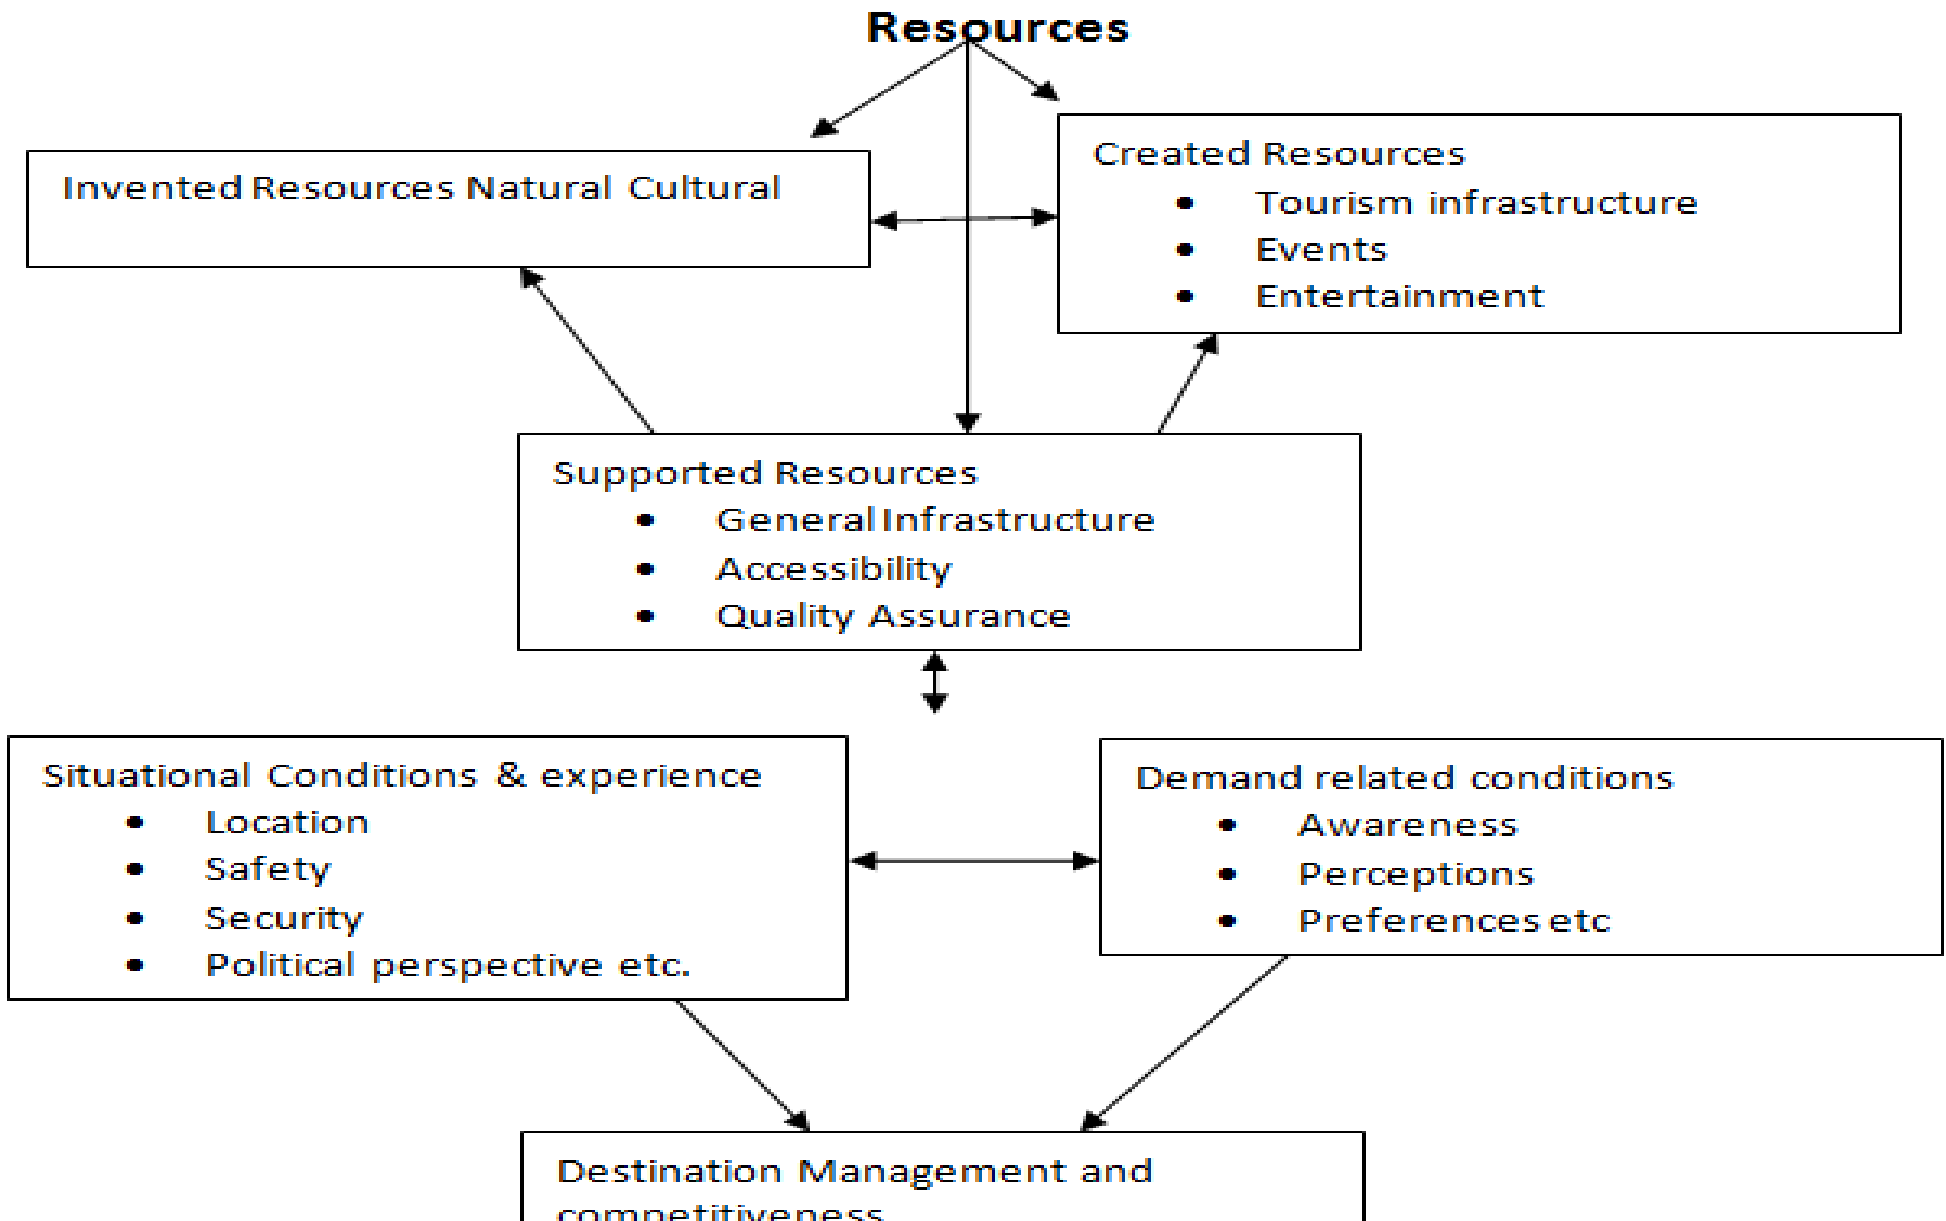 Resources
Invented Resources Natural Cultural
Created Resources
• Tourism infrastructure
• Events
• Entertainment
Supported Resources
• General Infrastructure
• Accessibility
• Quality Assurance
Situational Conditions & experience
• Location
• Safety
• Security
• Political perspective etc.
Demand related conditions
• Awareness
• Perceptions
• Preferences etc
Destination Management and
competitiveness